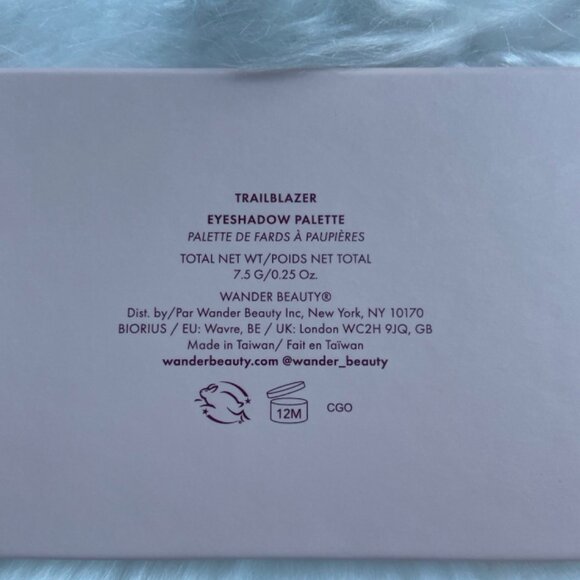 TRAILBLAZER
EYESHADOW PALETTE
PALETTE DE FARDS À PAUPIÈRES
TOTAL NET WT/POIDS NET TOTAL
7.5 G/0.25 Oz.
WANDER BEAUTY®
Dist. by/Par Wander Beauty Inc, New York, NY 10170
BIORIUS / EU: Wavre, BE / UK: London WC2H 9JQ, GB
Made in Taiwan/ Fait en Taïwan
wanderbeauty.com @wander_beauty
12M
CGO